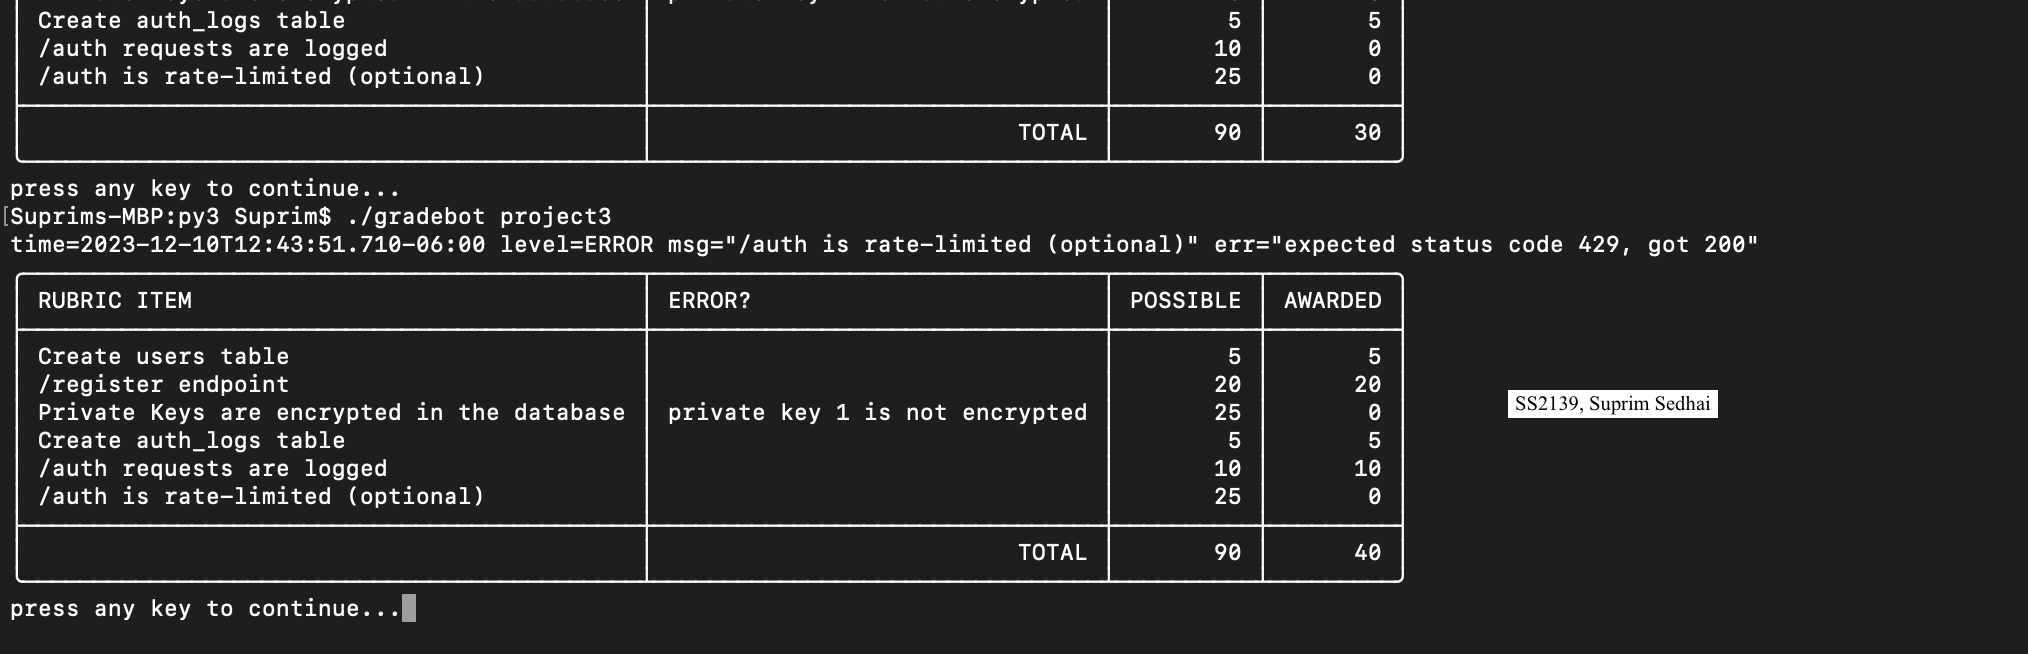 Create auth_logs table 5 5
/auth requests are logged 10 0
/auth is rate-limited (optional) 25 0
TOTAL 90 30
press any key to continue...
[Suprims-MBP:py3 Suprim$ ./gradebot project3
time=2023-12-10T12:43:51.710-06:00 level=ERROR msg="/auth is rate-limited (optional)" err="expected status code 429, got 200"
RUBRIC ITEM ERROR? POSSIBLE AWARDED
Create users table 5 5
/register endpoint 20 20
Private Keys are encrypted in the database private key 1 is not encrypted 25 0
SS2139, Suprim Sedhai
Create auth_logs table 5 5
/auth requests are logged 10 10
/auth is rate-limited (optional) 25 0
TOTAL 90 40
press any key to continue...